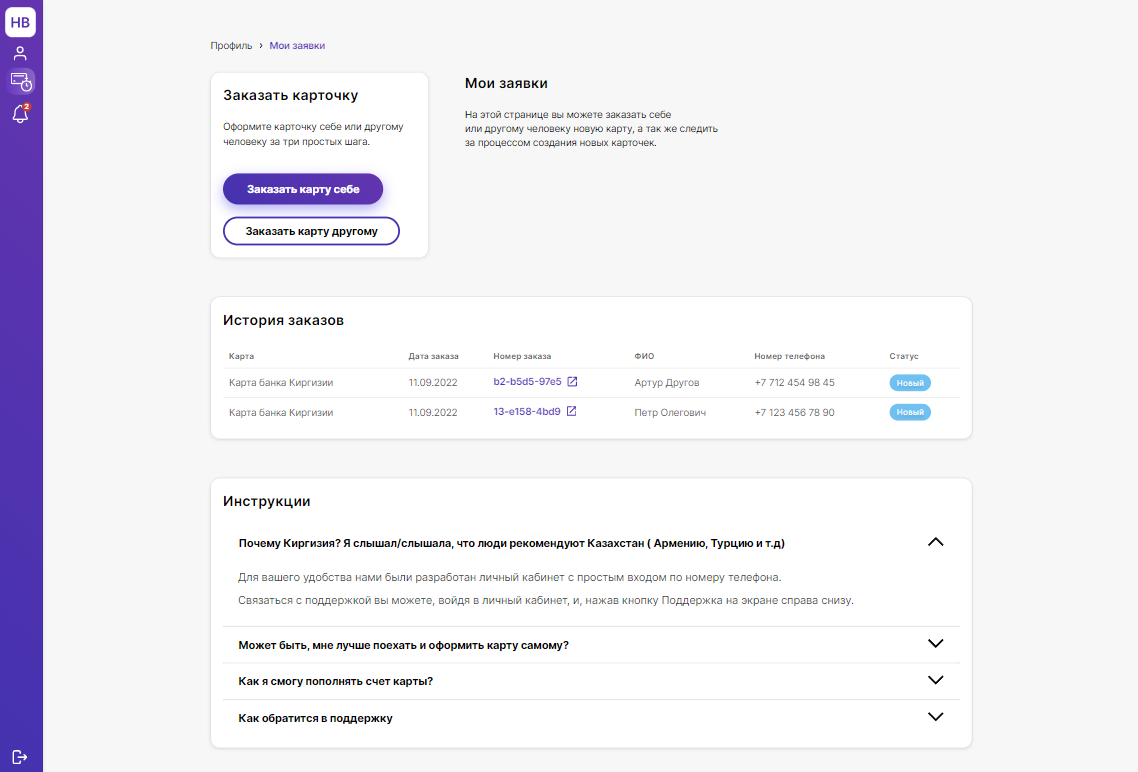 НВ
2
Профиль › Мои заявки
Заказать карточку
Оформите карточку себе или другому
человеку за три простых шага.
Заказать карту себе
Заказать карту другому
Мои заявки
На этой странице вы можете заказать себе
или другому человеку новую карту, а так же следить
за процессом создания новых карточек.
История заказов
Карта Дата заказа Номер заказа ФИО Номер телефона Статус
Карта банка Киргизии 11.09.2022 b2-b5d5-97e5 Артур Другов +7 712 454 98 45 Новый
Карта банка Киргизии 11.09.2022 13-e158-4bd9 Петр Олегович +7 123 456 78 90 Новый
Инструкции
Почему Киргизия? Я слышал/слышала, что люди рекомендуют Казахстан ( Армению, Турцию и т.д)
Для вашего удобства нами были разработан личный кабинет с простым входом по номеру телефона.
Связаться с поддержкой вы можете, войдя в личный кабинет, и, нажав кнопку Поддержка на экране справа снизу.
Может быть, мне лучше поехать и оформить карту самому?
Как я смогу пополнять счет карты?
Как обратится в поддержку